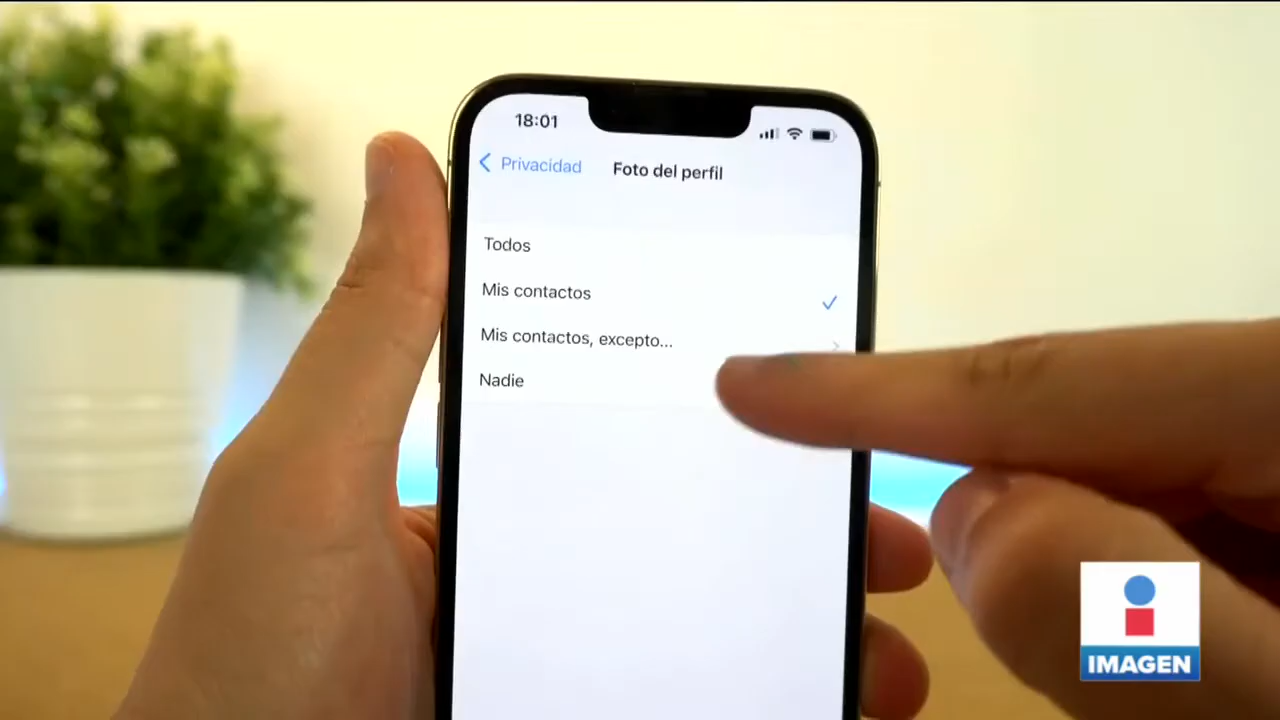 18:01
Privacidad
Foto del perfil
Todos
Mis contactos
Mis contactos, excepto...
Nadie
IMAGEN